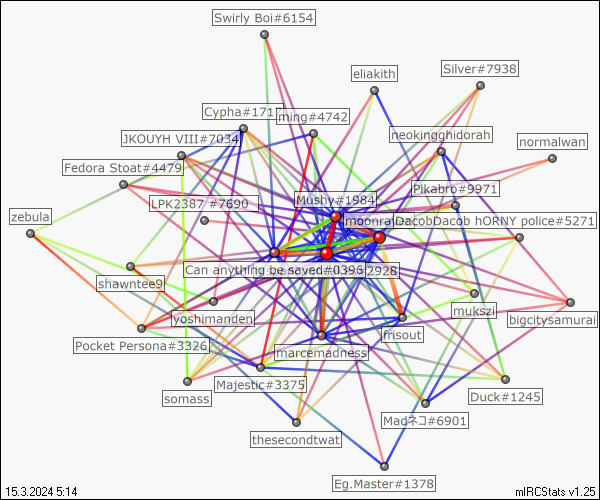 Swirly Boi#6154
eliakith
Silver#7938
Cypha#171
ming#4742
JKOUYH VIII#7034
neokingghidorah
normalwan
Fedora Stoat#4479
Pikabro#9971
LPK2387 #7690
Mushy#1984
zebula
moonra
DacobDacob hORNY police#5271
Can anything be saved#0396
2928
shawntee9
yoshimanden
mukszi
bigcitysamurai
frisout
Pocket Persona#3326
marcemadness
Majestic#3375
somass
Duck#1245
Madネコ#6901
thesecondtwat
Eg.Master#1378
15.3.2024 5:14
mIRCStats v1.25